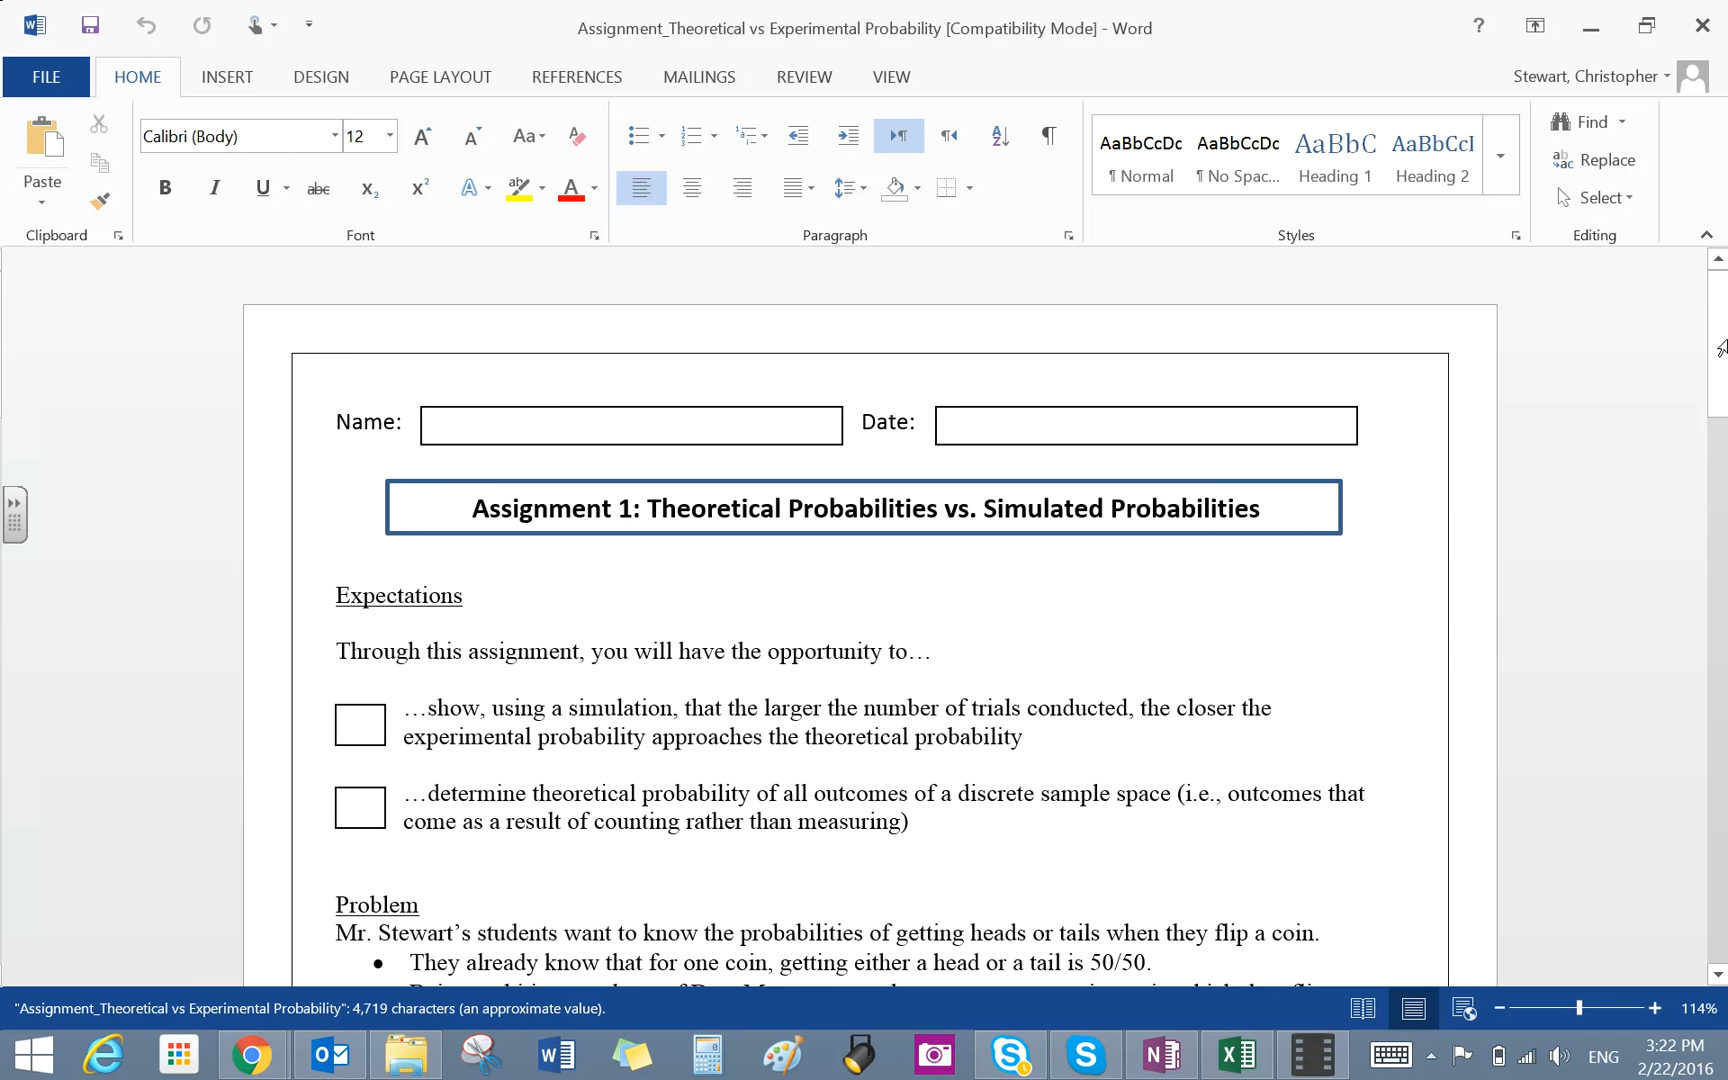 Assignment_Theoretical vs Experimental Probability [Compatibility Mode] - Word
?
FILE HOME INSERT DESIGN PAGE LAYOUT REFERENCES MAILINGS REVIEW VIEW Stewart, Christopher
Paste
Calibri (Body) 12 Aa
B I U abc x₂ x² A A
AaBbCcDc AaBbCcDc AaBbC AaBbCcI
¶ Normal ¶ No Spac... Heading 1 Heading 2
Find
Replace
Select
Clipboard Font Paragraph Styles Editing
Name: Date:
Assignment 1: Theoretical Probabilities vs. Simulated Probabilities
Expectations
Through this assignment, you will have the opportunity to…
…show, using a simulation, that the larger the number of trials conducted, the closer the
experimental probability approaches the theoretical probability
…determine theoretical probability of all outcomes of a discrete sample space (i.e., outcomes that
come as a result of counting rather than measuring)
Problem
Mr. Stewart’s students want to know the probabilities of getting heads or tails when they flip a coin.
• They already know that for one coin, getting either a head or a tail is 50/50.
"Assignment_Theoretical vs Experimental Probability": 4,719 characters (an approximate value).
114%
ENG
3:22 PM
2/22/2016